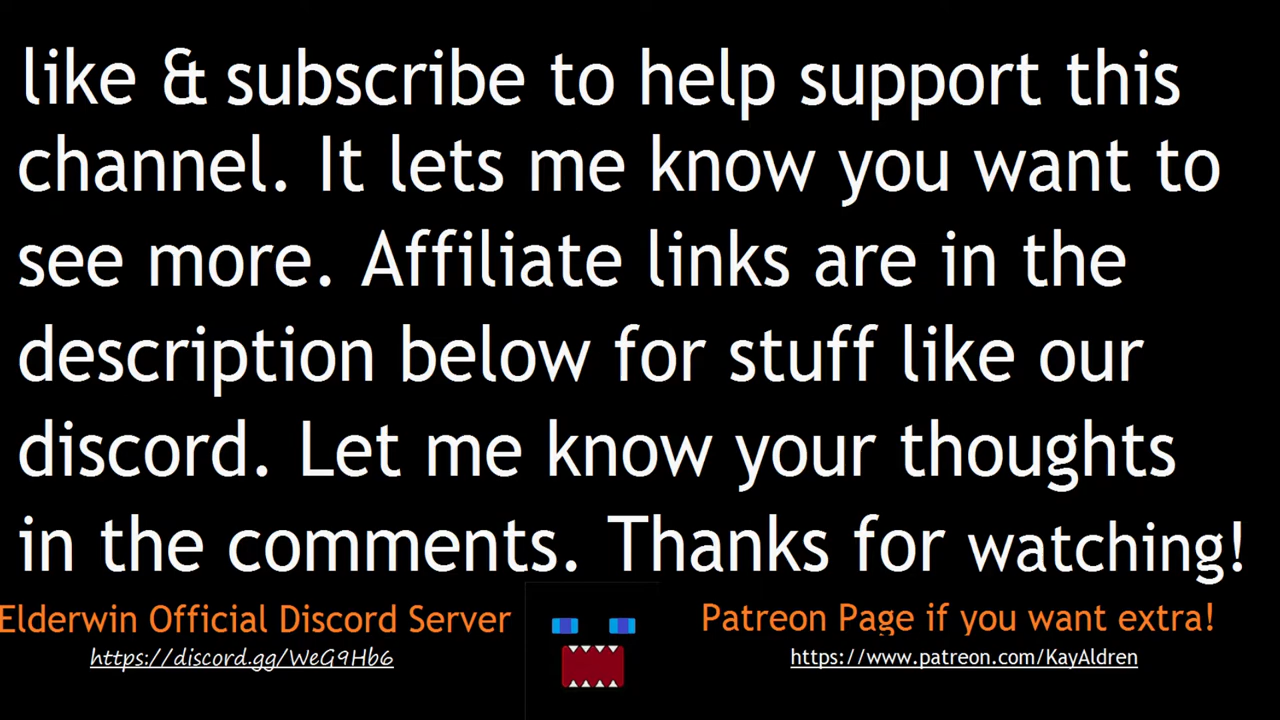 like & subscribe to help support this
channel. It lets me know you want to
see more. Affiliate links are in the
description below for stuff like our
discord. Let me know your thoughts
in the comments. Thanks for watching!
Elderwin Official Discord Server
https://discord.gg/WeG9Hb6
Patreon Page if you want extra!
https://www.patreon.com/KayAldren